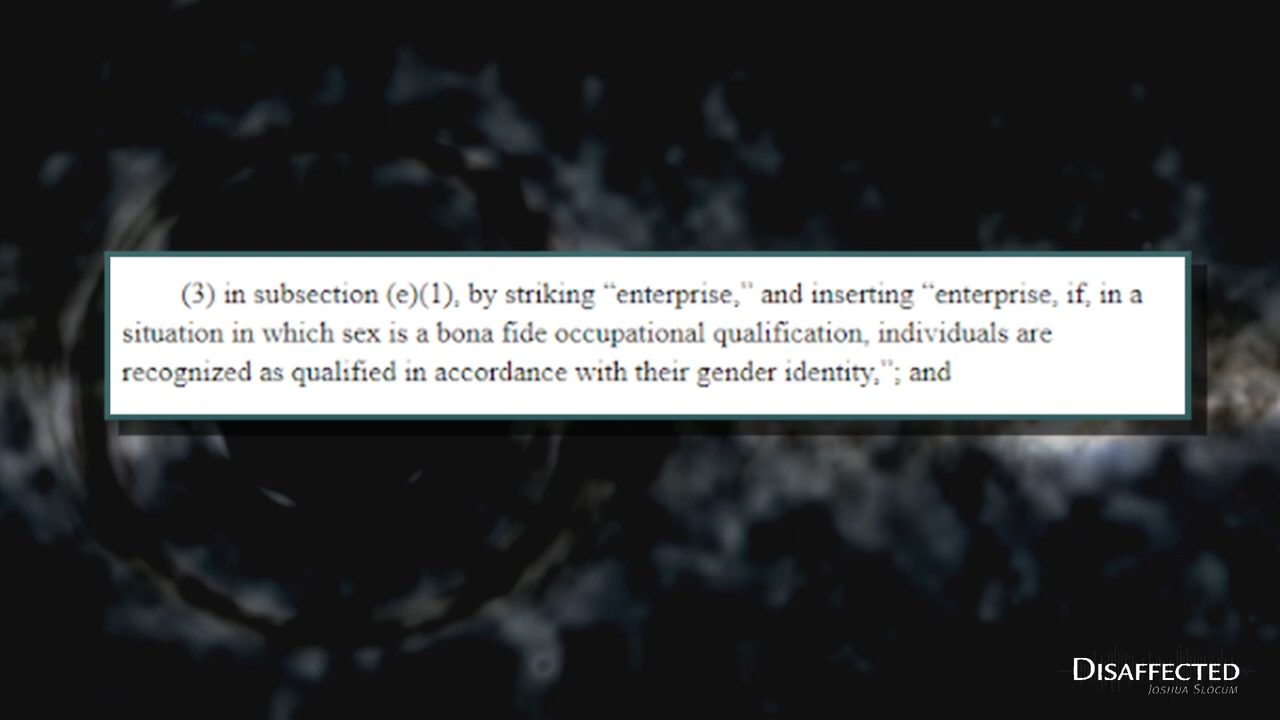 (3) in subsection (e)(1), by striking “enterprise,” and inserting “enterprise, if, in a
situation in which sex is a bona fide occupational qualification, individuals are
recognized as qualified in accordance with their gender identity,”; and
DISAFFECTED
JOSHUA SLOCUM